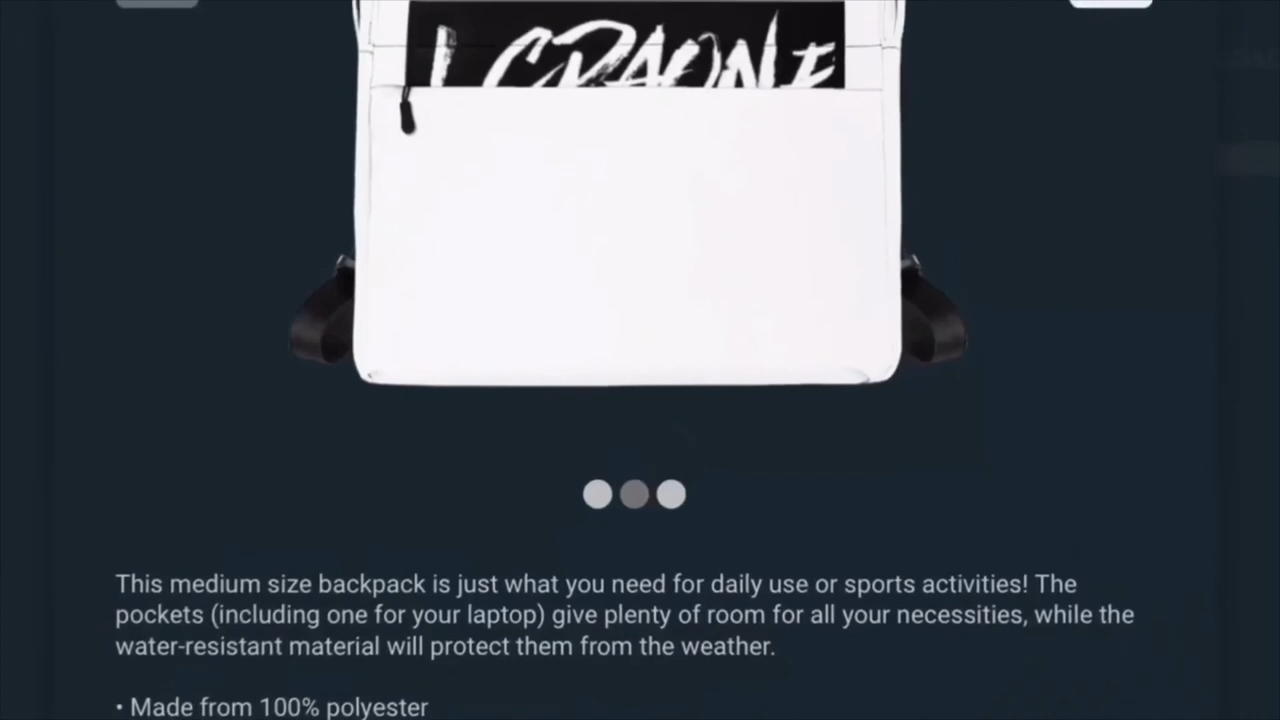 This medium size backpack is just what you need for daily use or sports activities! The
pockets (including one for your laptop) give plenty of room for all your necessities, while the
water-resistant material will protect them from the weather.
• Made from 100% polyester